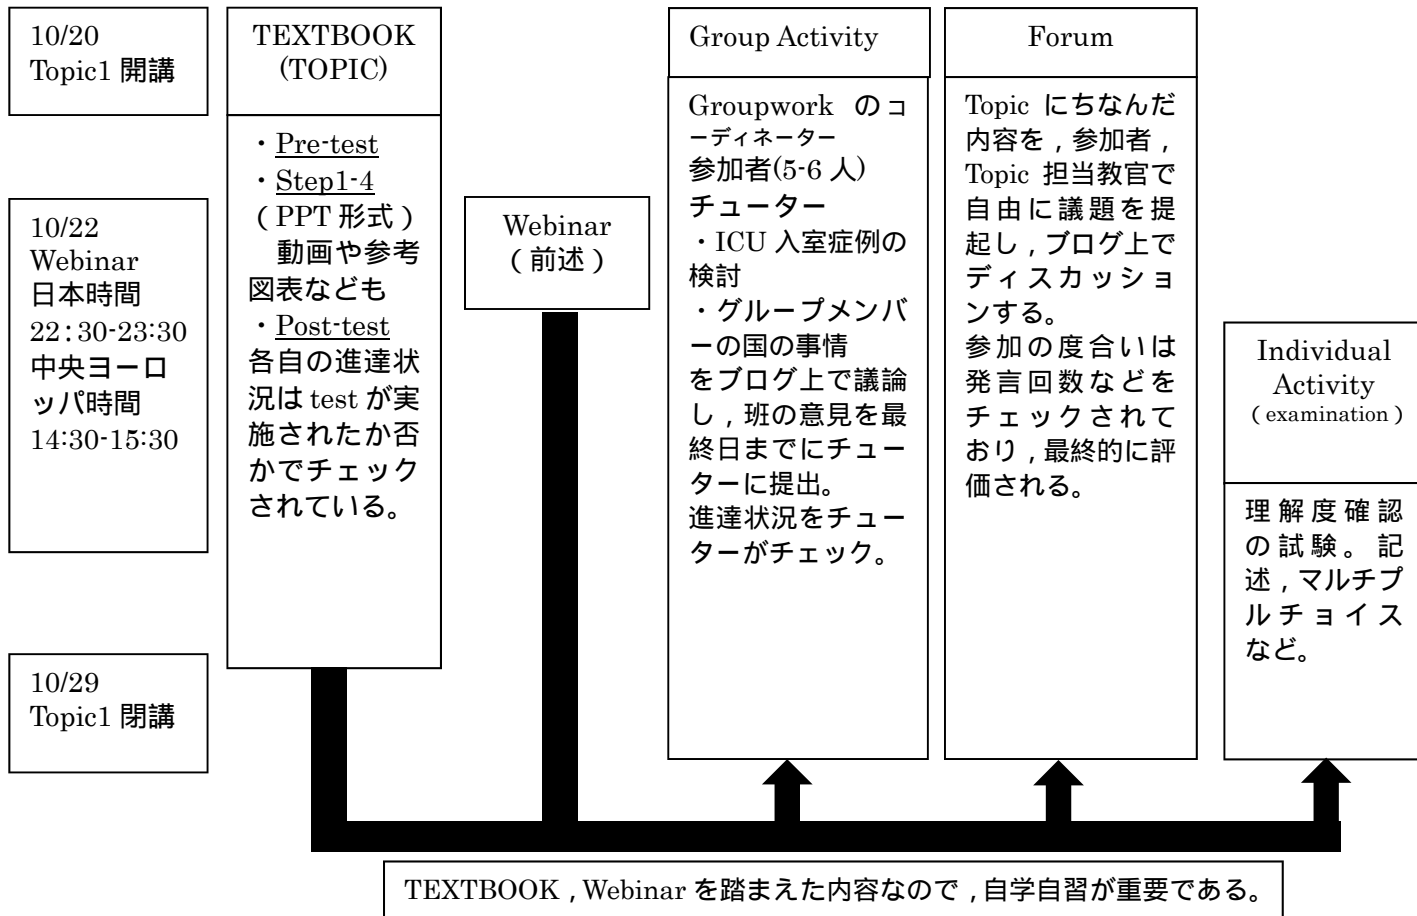 10/20
Topic1 開講
10/22
Webinar
日本時間
22:30-23:30
中央ヨーロ
ッパ時間
14:30-15:30
10/29
Topic1 閉講
TEXTBOOK
(TOPIC)
・Pre-test
・Step1-4
（PPT 形式）
動画や参考
図表なども
・Post-test
各自の進達状
況は test が実
施されたか否
かでチェック
されている。
Webinar
（前述）
Group Activity
Groupwork のコ
ーディネーター
参加者(5-6 人)
チューター
・ICU 入室症例の
検討
・グループメンバ
ーの国の事情
をブログ上で議論
し，班の意見を最
終日までにチュー
ターに提出。
進達状況をチュー
ターがチェック。
Forum
Topic にちなんだ
内容を，参加者，
Topic 担当教官で
自由に議題を提
起し，ブログ上で
ディスカッショ
ンする。
参加の度合いは
発言回数などを
チェックされて
おり，最終的に評
価される。
Individual
Activity
（examination）
理解度確認
の試験。記
述，マルチプ
ルチョイス
など。
TEXTBOOK，Webinar を踏まえた内容なので，自学自習が重要である。